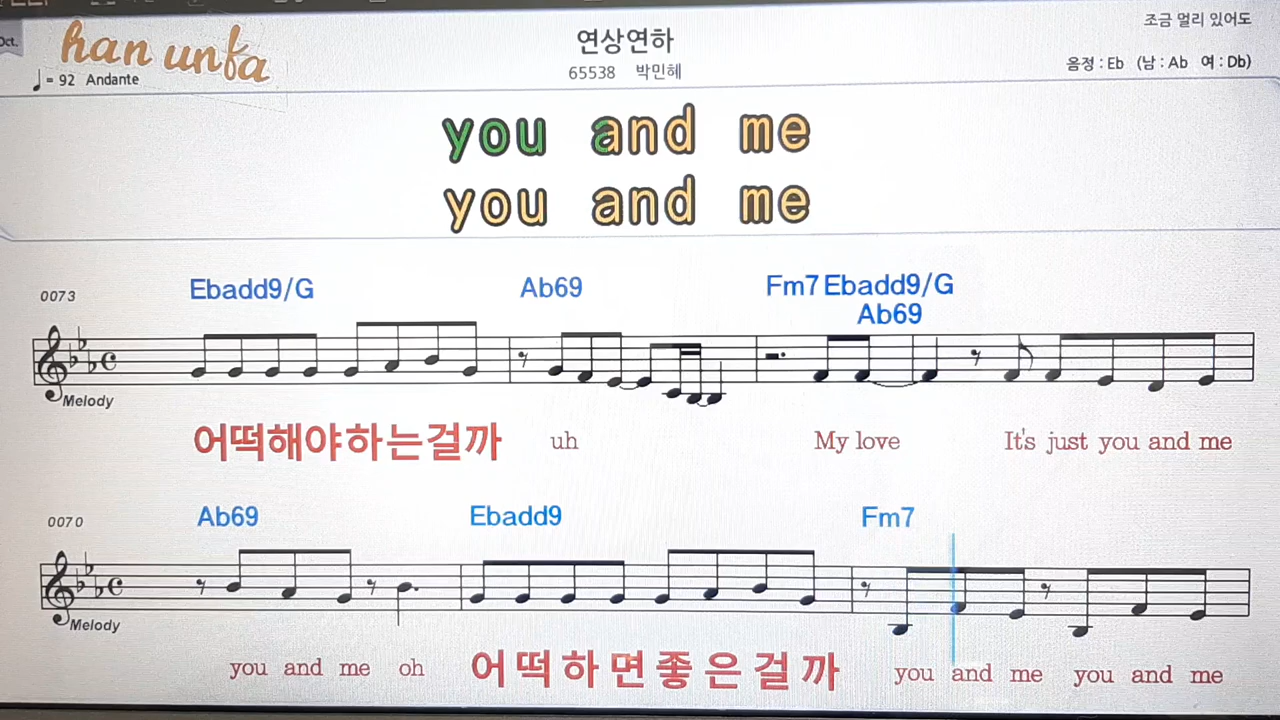 Oct.
han unfa
♩= 92 Andante
연상연하
65538 박민혜
조금 멀리 있어도
음정 : Eb (남 : Ab 여 : Db)
you and me
you and me
0073
Ebadd9/G Ab69 Fm7 Ebadd9/G
Ab69
Melody
어떡해야하는걸까 uh My love It's just you and me
0070
Ab69 Ebadd9 Fm7
Melody
you and me oh 어떡하면좋은걸까 you and me you and me